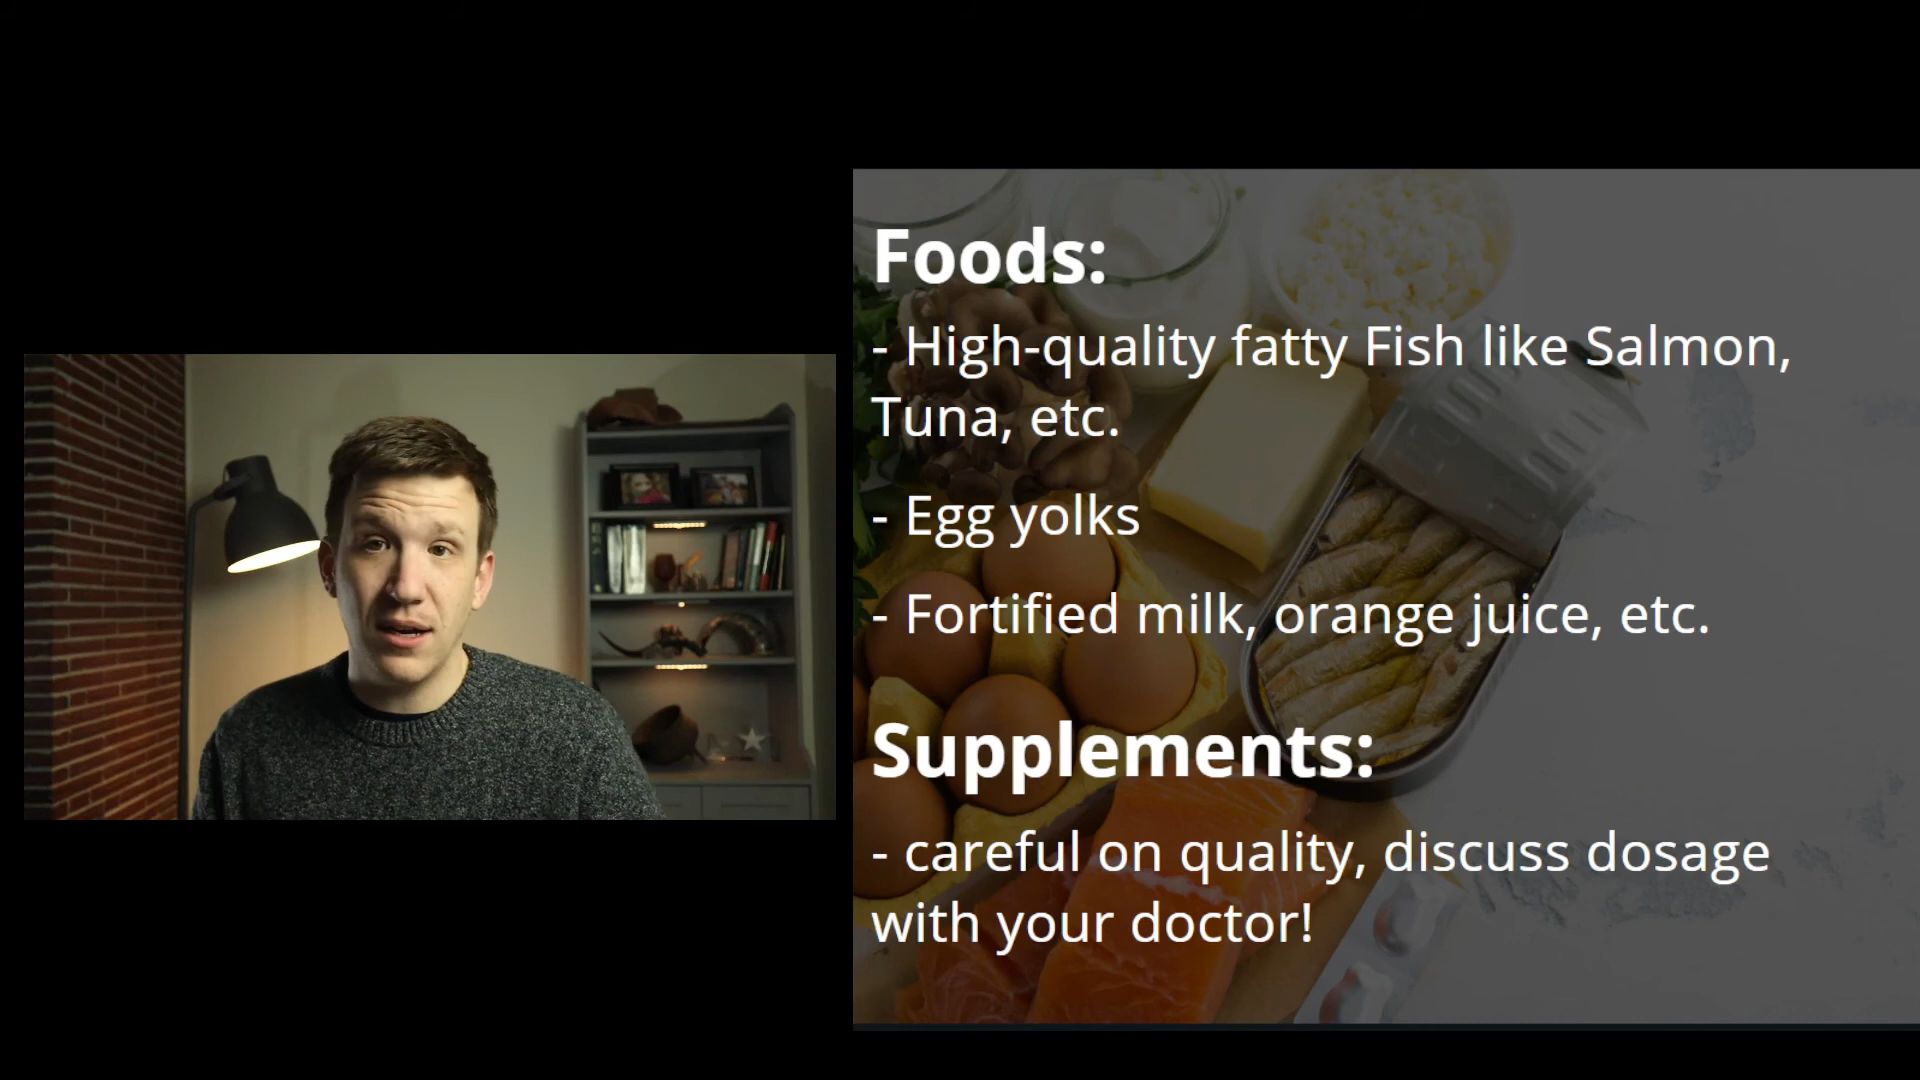 Foods:
- High-quality fatty Fish like Salmon,
Tuna, etc.
- Egg yolks
- Fortified milk, orange juice, etc.
Supplements:
- careful on quality, discuss dosage
with your doctor!